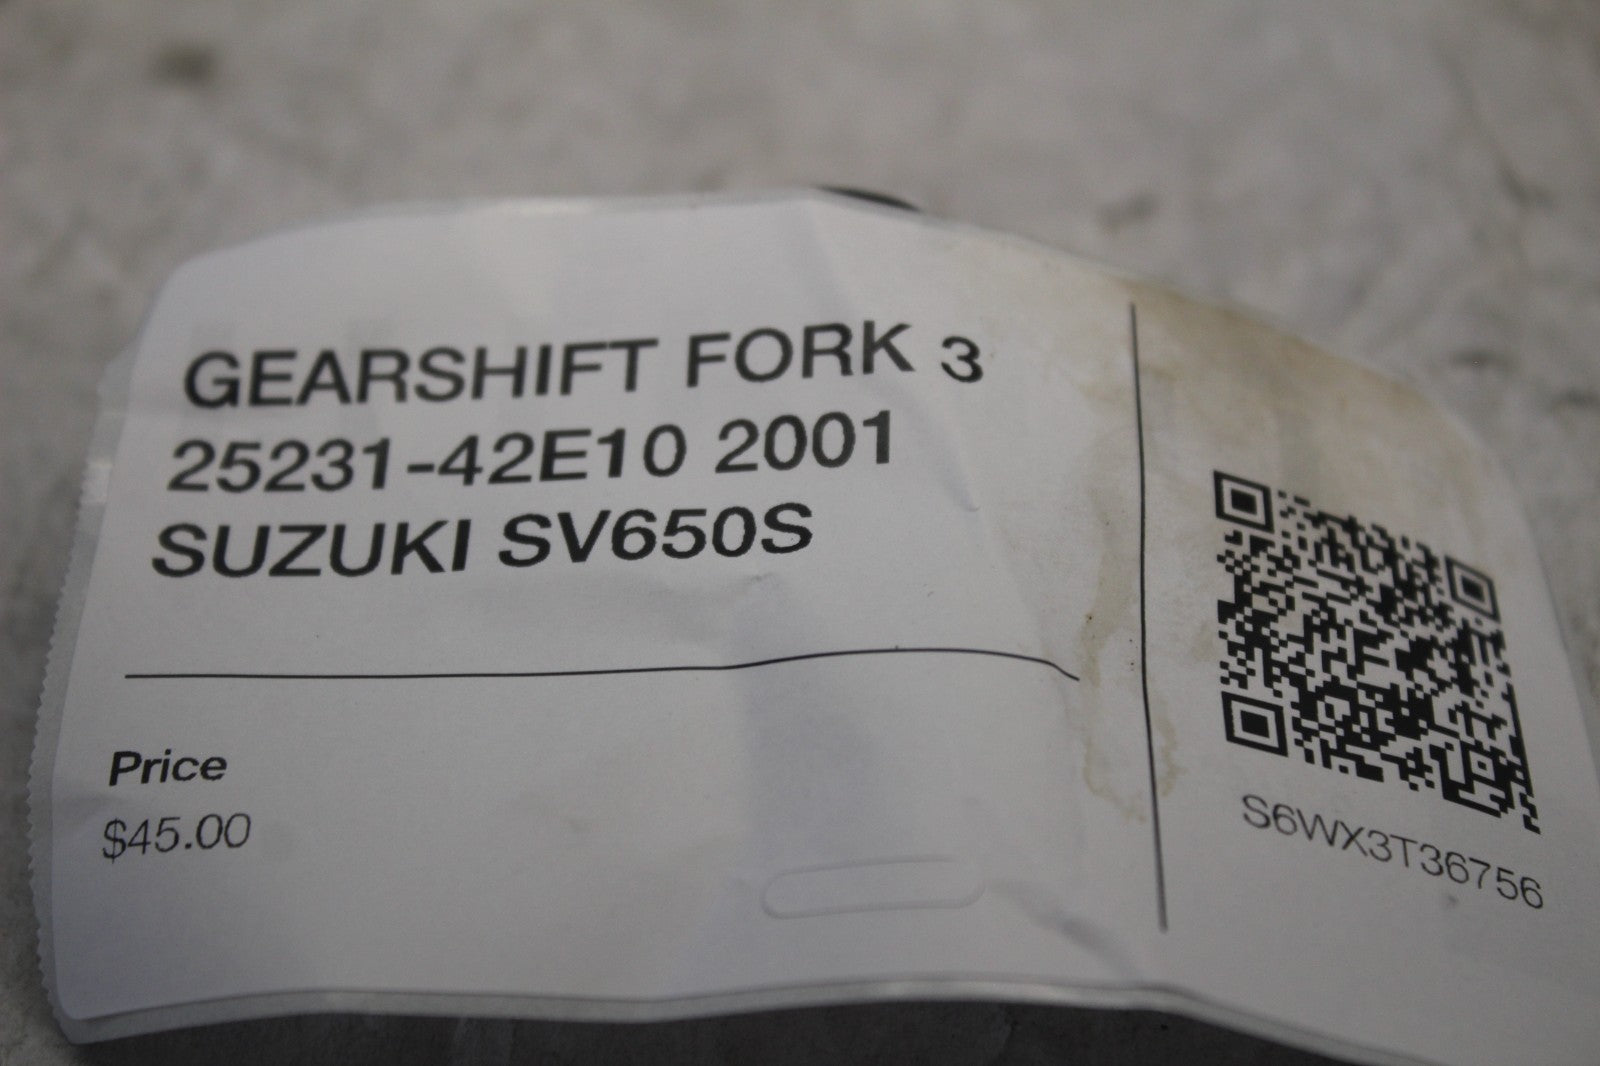 GEARSHIFT FORK 3
25231-42E10 2001
SUZUKI SV650S
Price
$45.00
S6WX3T36756